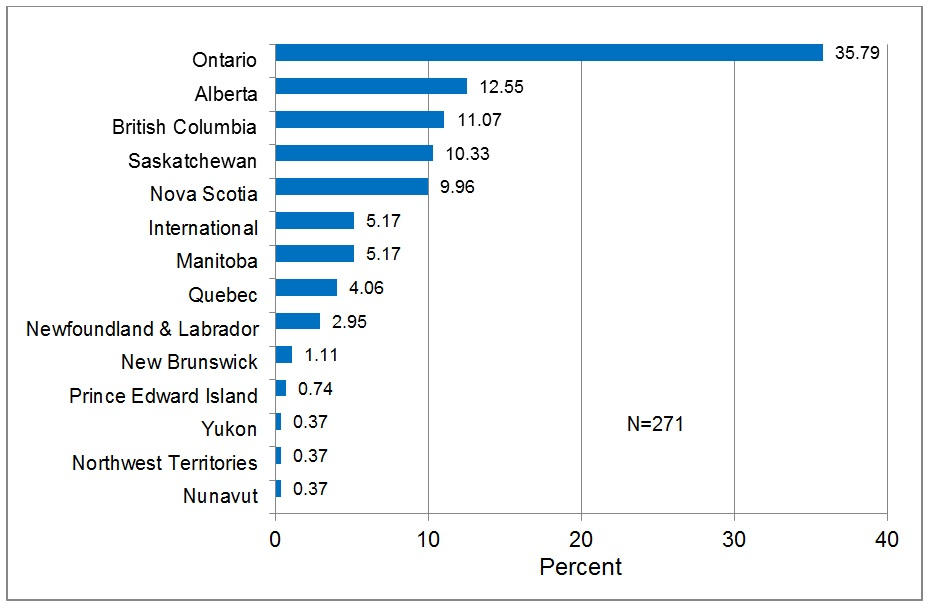 Ontario 35.79
Alberta 12.55
British Columbia 11.07
Saskatchewan 10.33
Nova Scotia 9.96
International 5.17
Manitoba 5.17
Quebec 4.06
Newfoundland & Labrador 2.95
New Brunswick 1.11
Prince Edward Island 0.74
Yukon 0.37 N=271
Northwest Territories 0.37
Nunavut 0.37
0 10 20 30 40
Percent